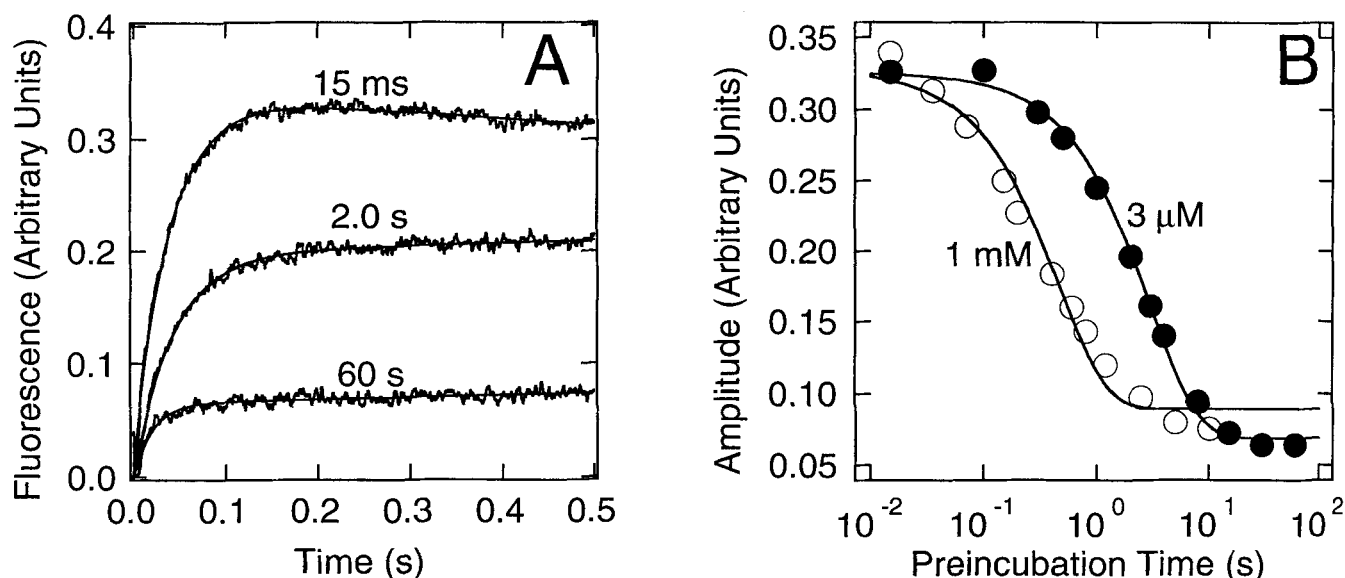 A
Fluorescence (Arbitrary Units)
0.4
0.3
0.2
0.1
0.0
15 ms
2.0 s
60 s
0.0 0.1 0.2 0.3 0.4 0.5
Time (s)
B
Amplitude (Arbitrary Units)
0.35
0.30
0.25
0.20
0.15
0.10
0.05
3 μM
1 mM
10⁻² 10⁻¹ 10⁰ 10¹ 10²
Preincubation Time (s)